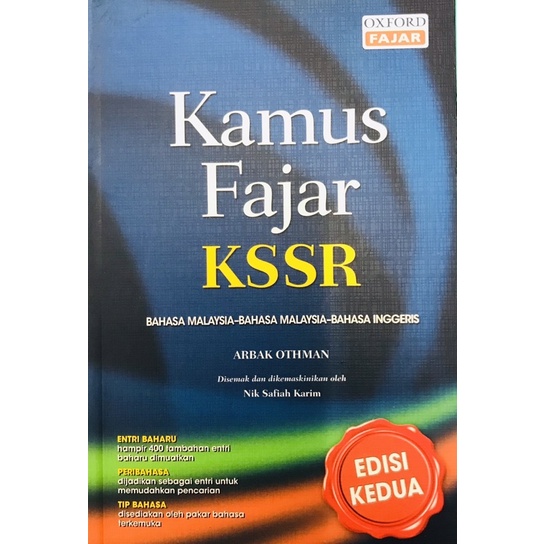 OXFORD
FAJAR
Kamus
Fajar
KSSR
BAHASA MALAYSIA–BAHASA MALAYSIA–BAHASA INGGERIS
ARBAK OTHMAN
Disemak dan dikemaskinikan oleh
Nik Safiah Karim
ENTRI BAHARU
hampir 400 tambahan entri
baharu dimuatkan
PERIBAHASA
dijadikan sebagai entri untuk
memudahkan pencarian
TIP BAHASA
disediakan oleh pakar bahasa
terkemuka
EDISI
KEDUA